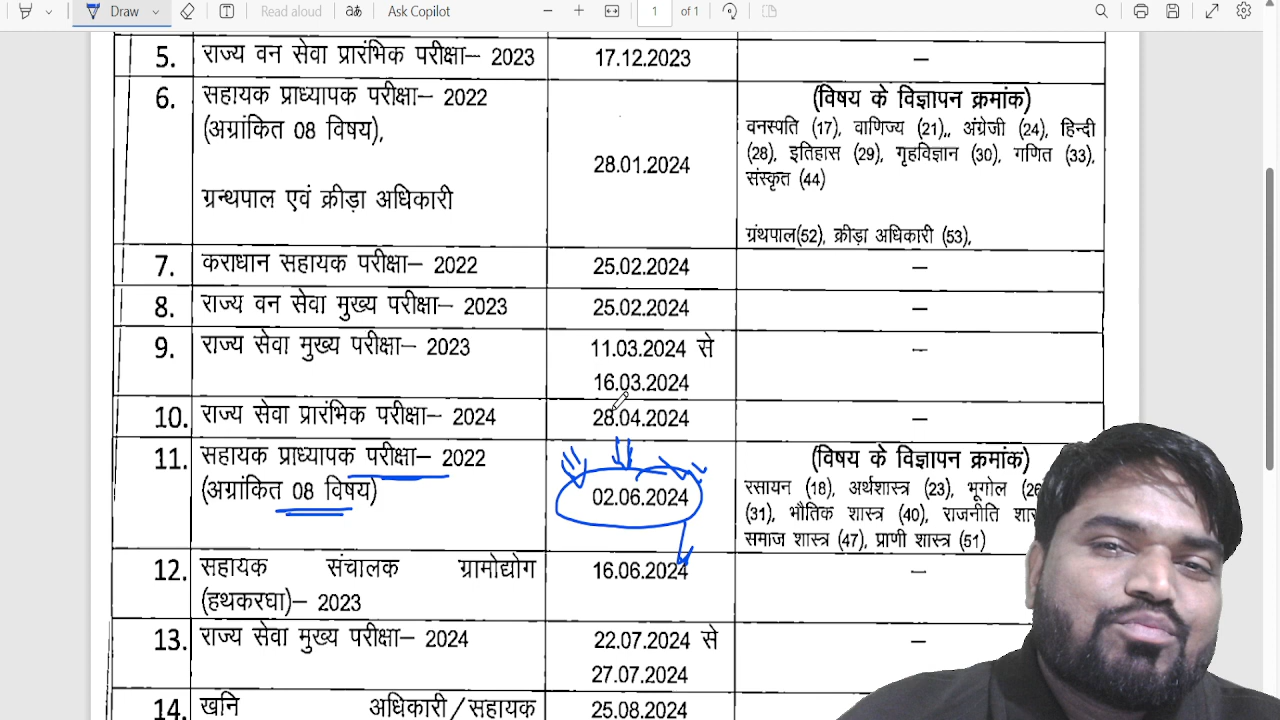 Draw
Read aloud
aあ
Ask Copilot
1
of 1
5. राज्य वन सेवा प्रारंभिक परीक्षा– 2023 17.12.2023 –
6. सहायक प्राध्यापक परीक्षा– 2022
(अग्रांकित 08 विषय),
ग्रन्थपाल एवं क्रीड़ा अधिकारी
28.01.2024
(विषय के विज्ञापन क्रमांक)
वनस्पति (17), वाणिज्य (21),, अंग्रेजी (24), हिन्दी
(28), इतिहास (29), गृहविज्ञान (30), गणित (33),
संस्कृत (44)
ग्रंथपाल(52), क्रीड़ा अधिकारी (53),
7. कराधान सहायक परीक्षा– 2022 25.02.2024 –
8. राज्य वन सेवा मुख्य परीक्षा– 2023 25.02.2024 –
9. राज्य सेवा मुख्य परीक्षा– 2023 11.03.2024 से –
16.03.2024
10. राज्य सेवा प्रारंभिक परीक्षा– 2024 28.04.2024 –
11. सहायक प्राध्यापक परीक्षा– 2022
(अग्रांकित 08 विषय)
02.06.2024
(विषय के विज्ञापन क्रमांक)
रसायन (18), अर्थशास्त्र (23), भूगोल
(31), भौतिक शास्त्र (40), राजनीति
समाज शास्त्र (47), प्राणी शास्त्र (51)
12. सहायक संचालक ग्रामोद्योग 16.06.2024 –
(हथकरघा)– 2023
13. राज्य सेवा मुख्य परीक्षा– 2024 22.07.2024 से –
27.07.2024
14. खनि अधिकारी/सहायक 25.08.2024